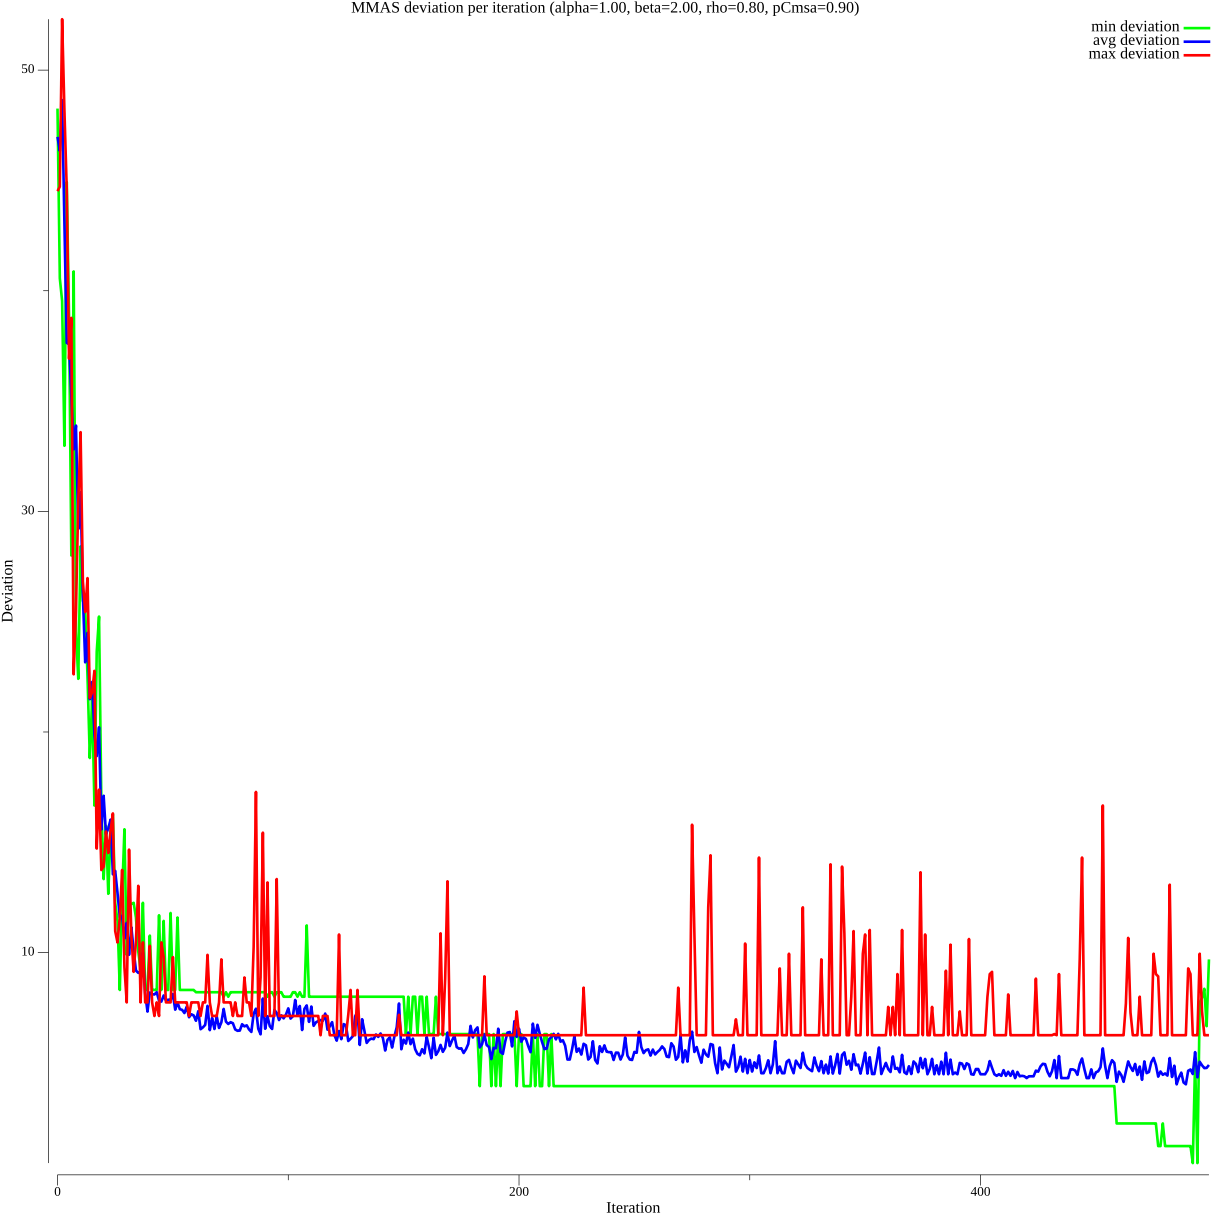 MMAS deviation per iteration (alpha=1.00, beta=2.00, rho=0.80, pCmsa=0.90)
min deviation
avg deviation
max deviation
50
30
10
Deviation
0
200
400
Iteration